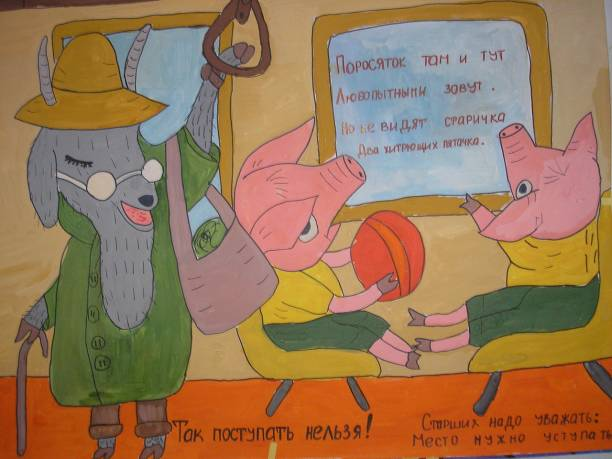 Поросяток там и тут
Любопытными зовут.
Но не видят старичка
Два хитрющих пятачка.
Так поступать нельзя!
Старших надо уважать:
Место нужно уступать